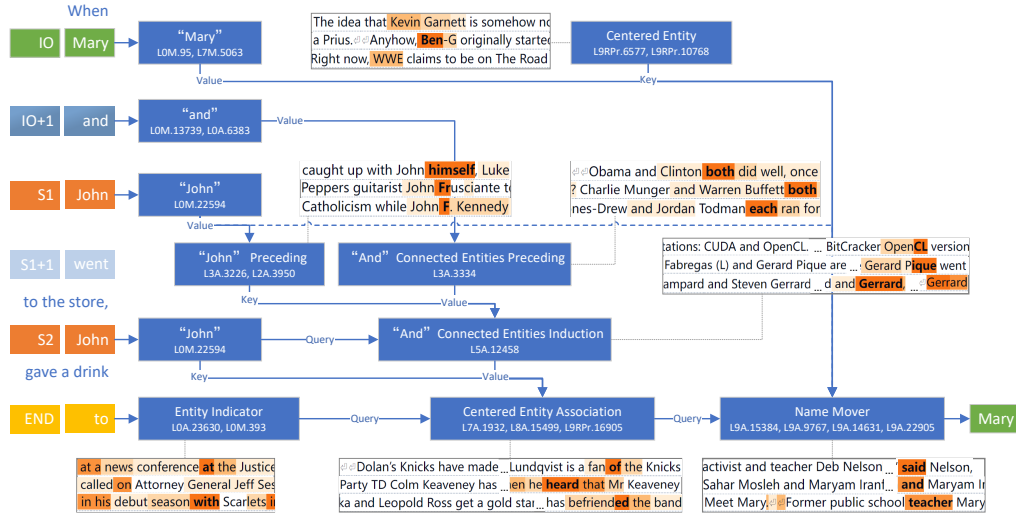 When
IO Mary
“Mary”
L0M.95, L7M.5063
The idea that Kevin Garnett is somehow no
a Prius.⏎⏎Anyhow, Ben-G originally started
Right now, WWE claims to be on The Road
Centered Entity
L9RPr.6577, L9RPr.10768
Value
Key
IO+1 and
“and”
L0M.13739, L0A.6383
Value
S1 John
“John”
L0M.22594
caught up with John himself, Luke
Peppers guitarist John Frusciante to
Catholicism while John F. Kennedy
⏎⏎Obama and Clinton both did well, once
? Charlie Munger and Warren Buffett both
nes-Drew and Jordan Todman each ran for
Value
S1+1 went
“John” Preceding
L3A.3226, L2A.3950
“And” Connected Entities Preceding
L3A.3334
cations: CUDA and OpenCL. ... BitCracker OpenCL version
Fabregas (L) and Gerard Pique are ... Gerard Pique went
ampard and Steven Gerrard ... d and Gerrard, ... ⏎Gerrard
Key
Value
to the store,
S2 John
“John”
L0M.22594
Query
“And” Connected Entities Induction
L5A.12458
gave a drink
Key
Value
END to
Entity Indicator
L0A.23630, L0M.393
Query
Centered Entity Association
L7A.1932, L8A.15499, L9RPr.16905
Query
Name Mover
L9A.15384, L9A.9767, L9A.14631, L9A.22905
Mary
at a news conference at the Justice
called on Attorney General Jeff Ses
in his debut season with Scarlets i
⏎⏎Dolan’s Knicks have made ... Lundqvist is a fan of the Knicks
Party TD Colm Keaveney has ... en he heard that Mr Keaveney
ka and Leopold Ross get a gold star ... has befriended the band
activist and teacher Deb Nelson ... ’ said Nelson,
Sahar Mosleh and Maryam Irant ... and Maryam Ir
Meet Mary.⏎⏎Former public school teacher Mary